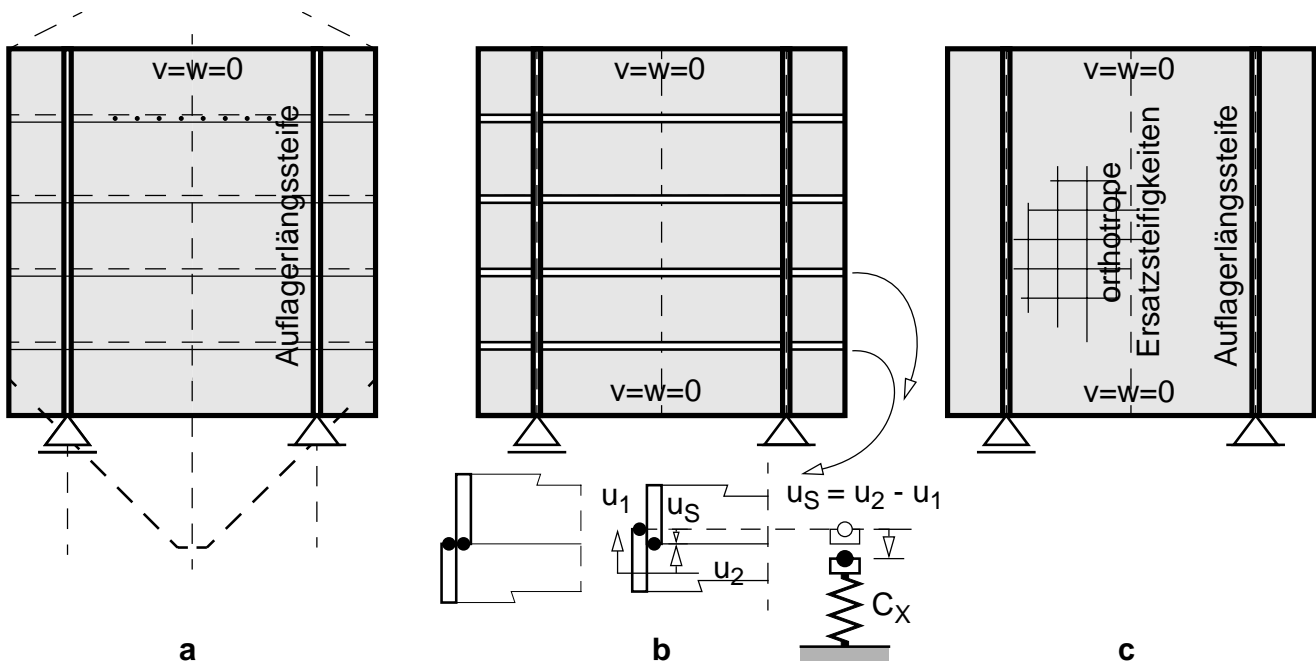 v=w=0
Auflagerlängssteife
v=w=0
v=w=0
v=w=0
orthotrope
Ersatzsteifigkeiten
Auflagerlängssteife
v=w=0
u1
uS
u2
uS = u2 - u1
CX
a
b
c